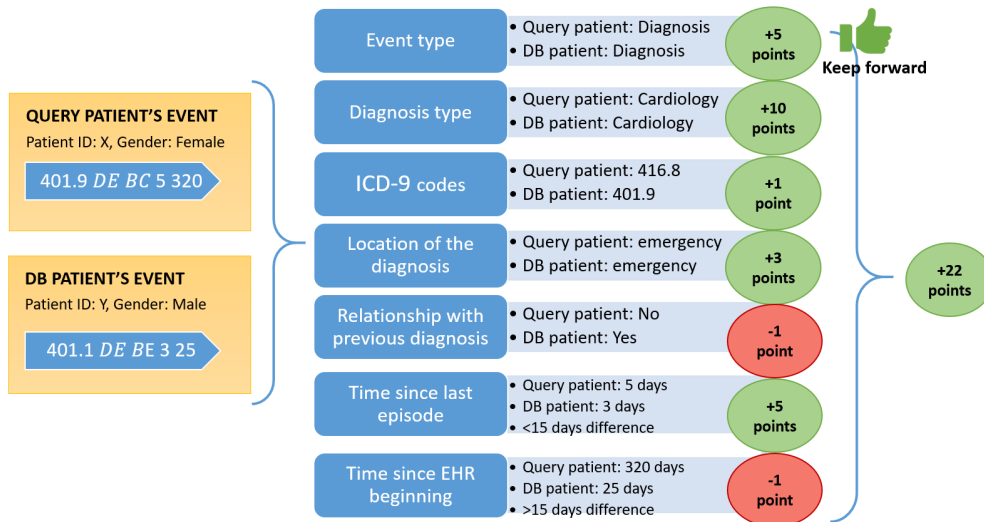 QUERY PATIENT'S EVENT
Patient ID: X, Gender: Female
401.9 DE BC 5 320
DB PATIENT'S EVENT
Patient ID: Y, Gender: Male
401.1 DE BE 3 25
Event type
• Query patient: Diagnosis
• DB patient: Diagnosis
+5
points
Keep forward
Diagnosis type
• Query patient: Cardiology
• DB patient: Cardiology
+10
points
ICD-9 codes
• Query patient: 416.8
• DB patient: 401.9
+1
point
Location of the
diagnosis
• Query patient: emergency
• DB patient: emergency
+3
points
Relationship with
previous diagnosis
• Query patient: No
• DB patient: Yes
-1
point
Time since last
episode
• Query patient: 5 days
• DB patient: 3 days
• <15 days difference
+5
points
Time since EHR
beginning
• Query patient: 320 days
• DB patient: 25 days
• >15 days difference
-1
point
+22
points